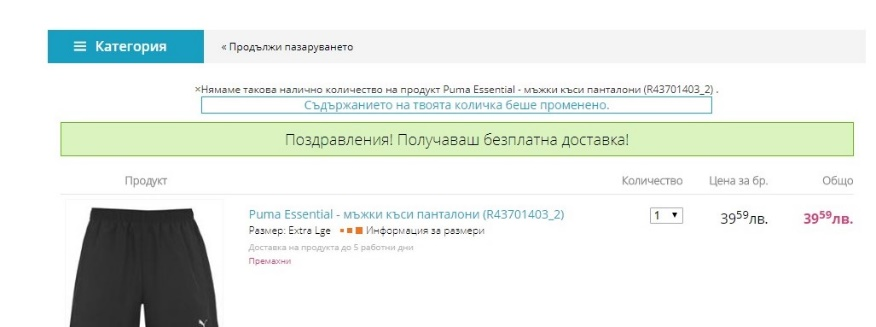 ☰ Категория
« Продължи пазаруването
×Нямаме такова налично количество на продукт Puma Essential - мъжки къси панталони (R43701403_2) .
Съдържанието на твоята количка беше променено.
Поздравления! Получаваш безплатна доставка!
Продукт Количество Цена за бр. Общо
Puma Essential - мъжки къси панталони (R43701403_2) 1 39⁵⁹лв. 39⁵⁹лв.
Размер: Extra Lge Информация за размери
Доставка на продукта до 5 работни дни
Премахни